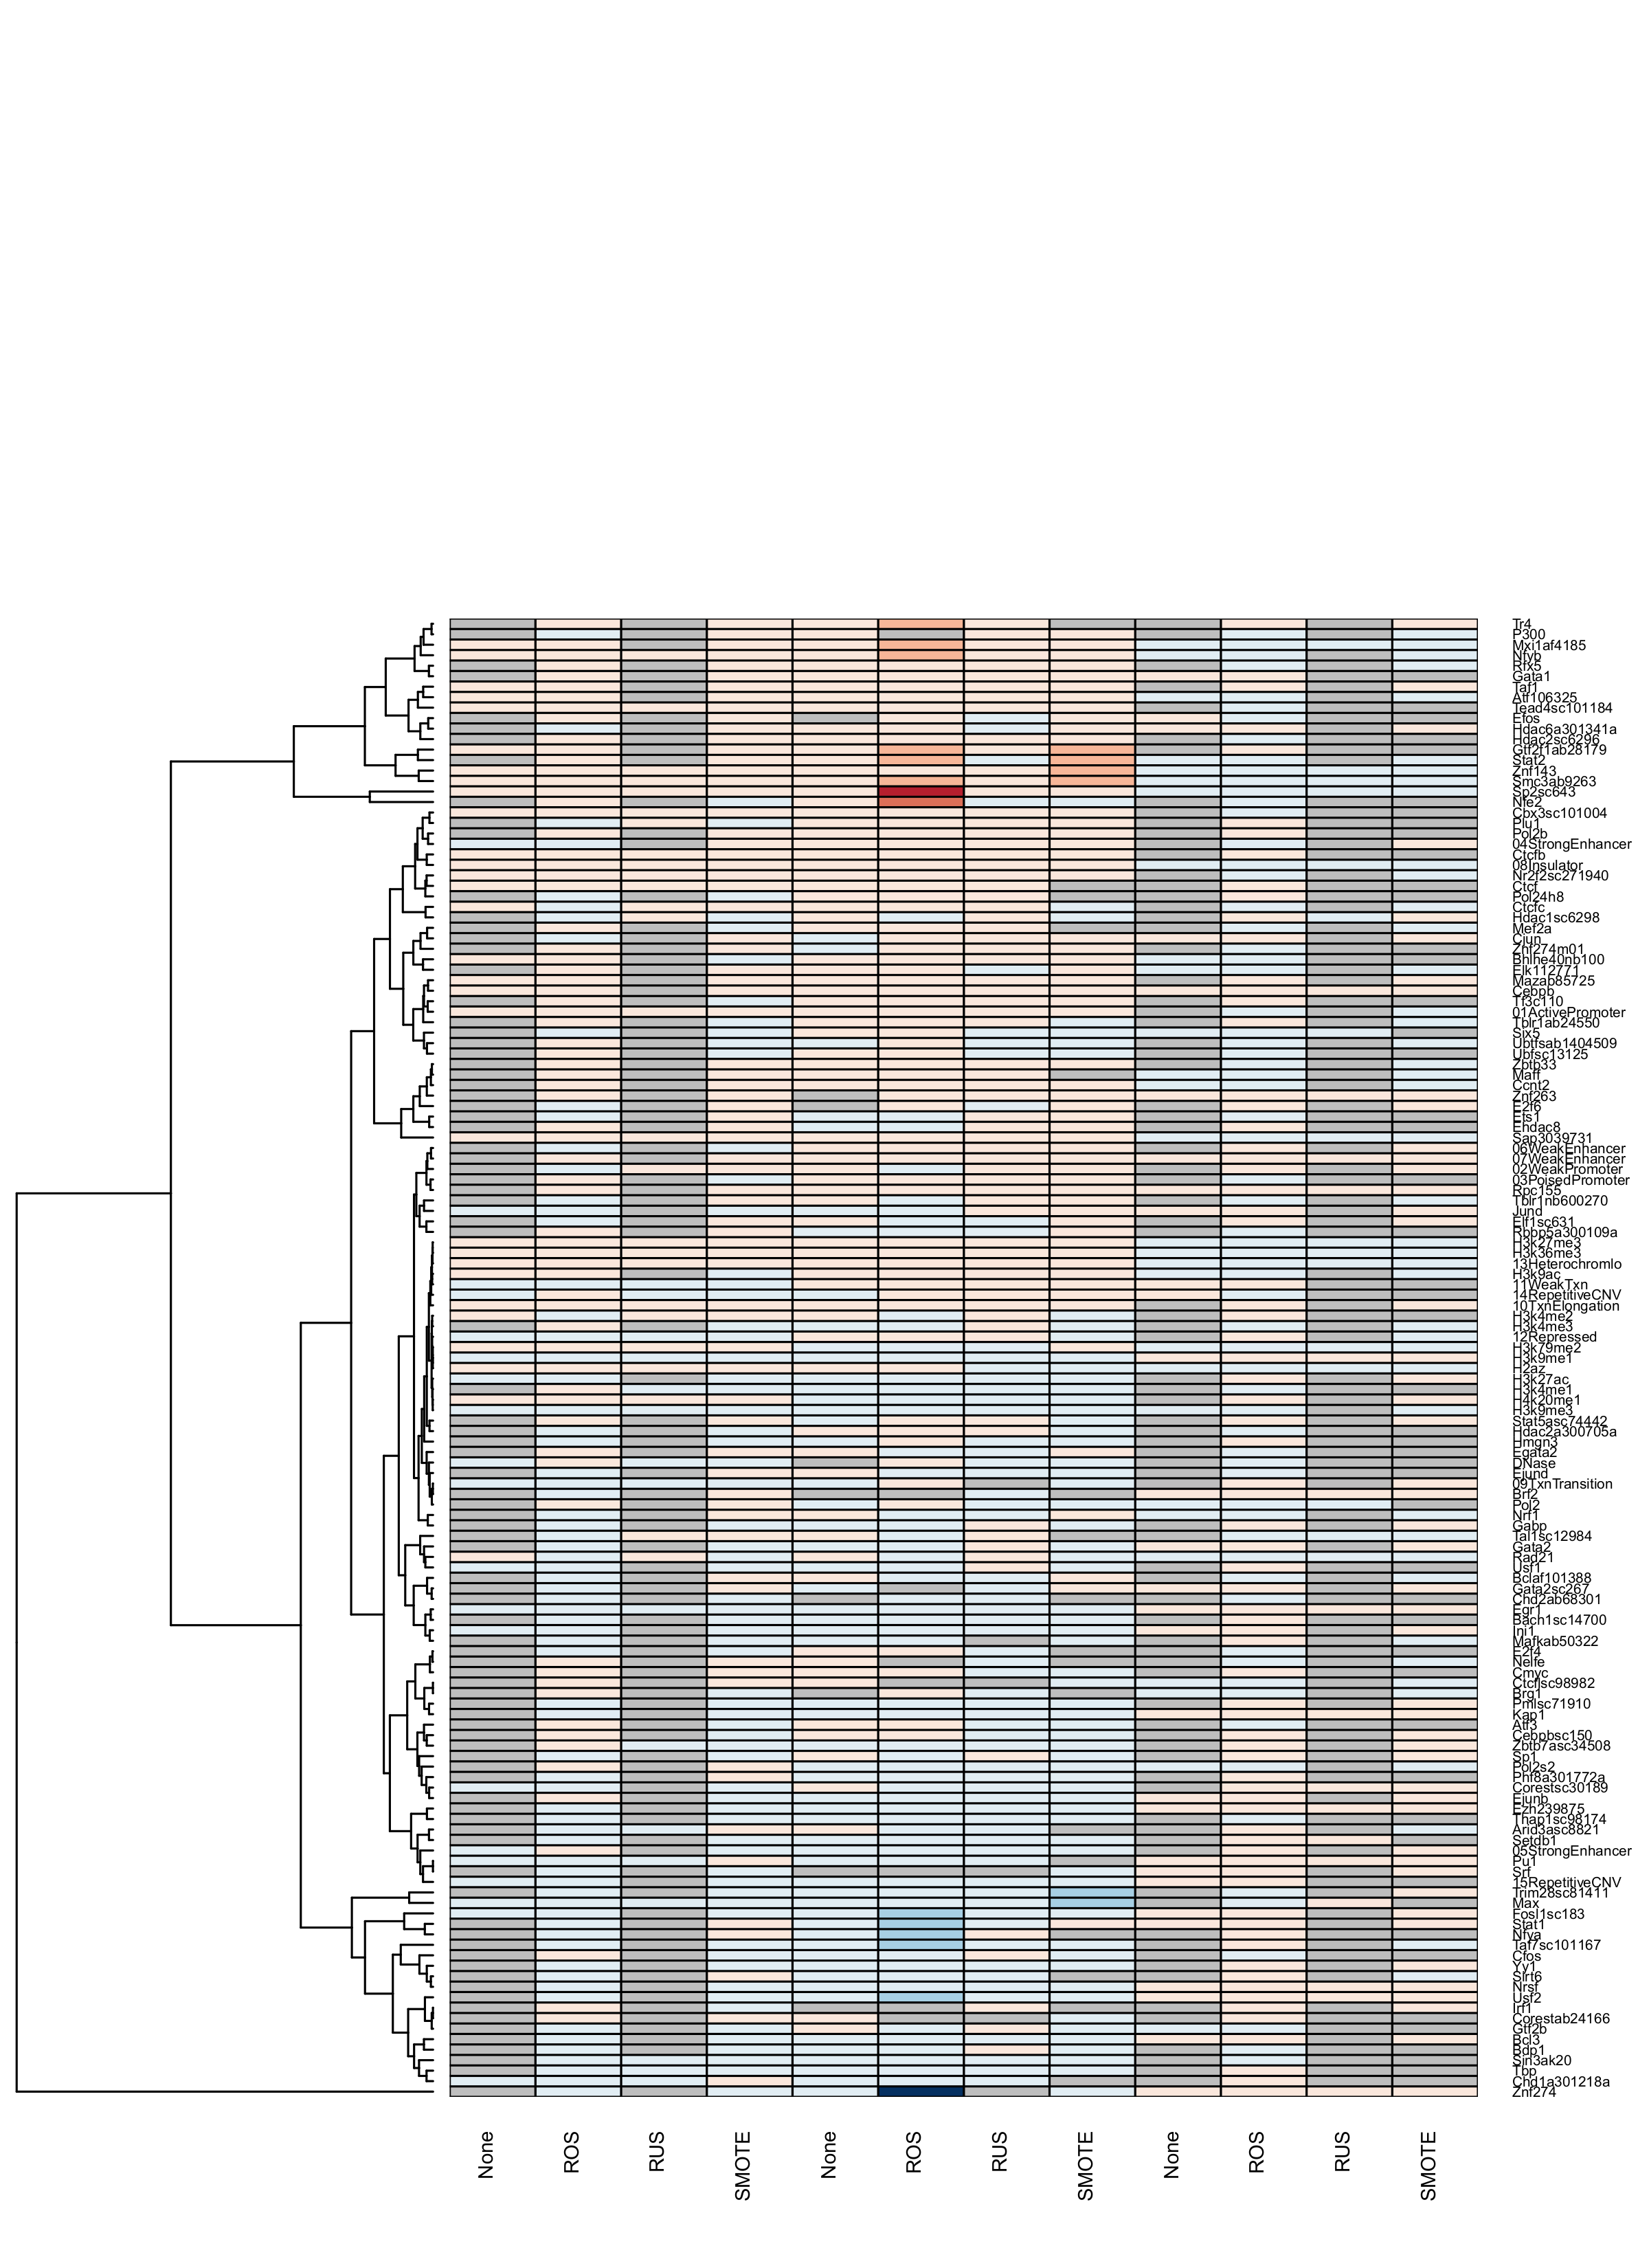 Tr4
P300
Mxi1af4185
Nfyb
Rfx5
Gata1
Taf1
Atf106325
Tead4sc101184
Efos
Hdac6a301341a
Hdac2sc6296
Gtf2f1ab28179
Stat2
Znf143
Smc3ab9263
Sp2sc643
Nfe2
Cbx3sc101004
Plu1
Pol2b
04StrongEnhancer
Ctcfb
08Insulator
Nr2f2sc271940
Ctcf
Pol24h8
Ctcfc
Hdac1sc6298
Mef2a
Cjun
Znf274m01
Bhlhe40nb100
Elk112771
Mazab85725
Cebpb
Tf3c110
01ActivePromoter
Tblr1ab24550
Six5
Ubtfsab1404509
Ubfsc13125
Zbtb33
Maff
Ccnt2
Znf263
E2f6
Ets1
Ehdac8
Sap3039731
06WeakEnhancer
07WeakEnhancer
02WeakPromoter
03PoisedPromoter
Rpc155
Tblr1nb600270
Jund
Elf1sc631
Rbbp5a300109a
H3k27me3
H3k36me3
13Heterochromlo
H3k9ac
11WeakTxn
14RepetitiveCNV
10TxnElongation
H3k4me2
H3k4me3
12Repressed
H3k79me2
H3k9me1
H2az
H3k27ac
H3k4me1
H4k20me1
H3k9me3
Stat5asc74442
Hdac2a300705a
Hmgn3
Egata2
DNase
Ejund
09TxnTransition
Brf2
Pol2
Nrf1
Gabp
Tal1sc12984
Gata2
Rad21
Usf1
Bclaf101388
Gata2sc267
Chd2ab68301
Egr1
Bach1sc14700
Ini1
Mafkab50322
E2f4
Nelfe
Cmyc
Ctcflsc98982
Brg1
Pmlsc71910
Kap1
Atf3
Cebpbsc150
Zbtb7asc34508
Sp1
Pol2s2
Phf8a301772a
Corestsc30189
Ejunb
Ezh239875
Thap1sc98174
Arid3asc8821
Setdb1
05StrongEnhancer
Pu1
Srf
15RepetitiveCNV
Trim28sc81411
Max
Fosl1sc183
Stat1
Nfya
Taf7sc101167
Cfos
Yy1
Sirt6
Nrsf
Usf2
Irf1
Corestab24166
Gtf2b
Bcl3
Bdp1
Sin3ak20
Tbp
Chd1a301218a
Znf274
None ROS RUS SMOTE None ROS RUS SMOTE None ROS RUS SMOTE